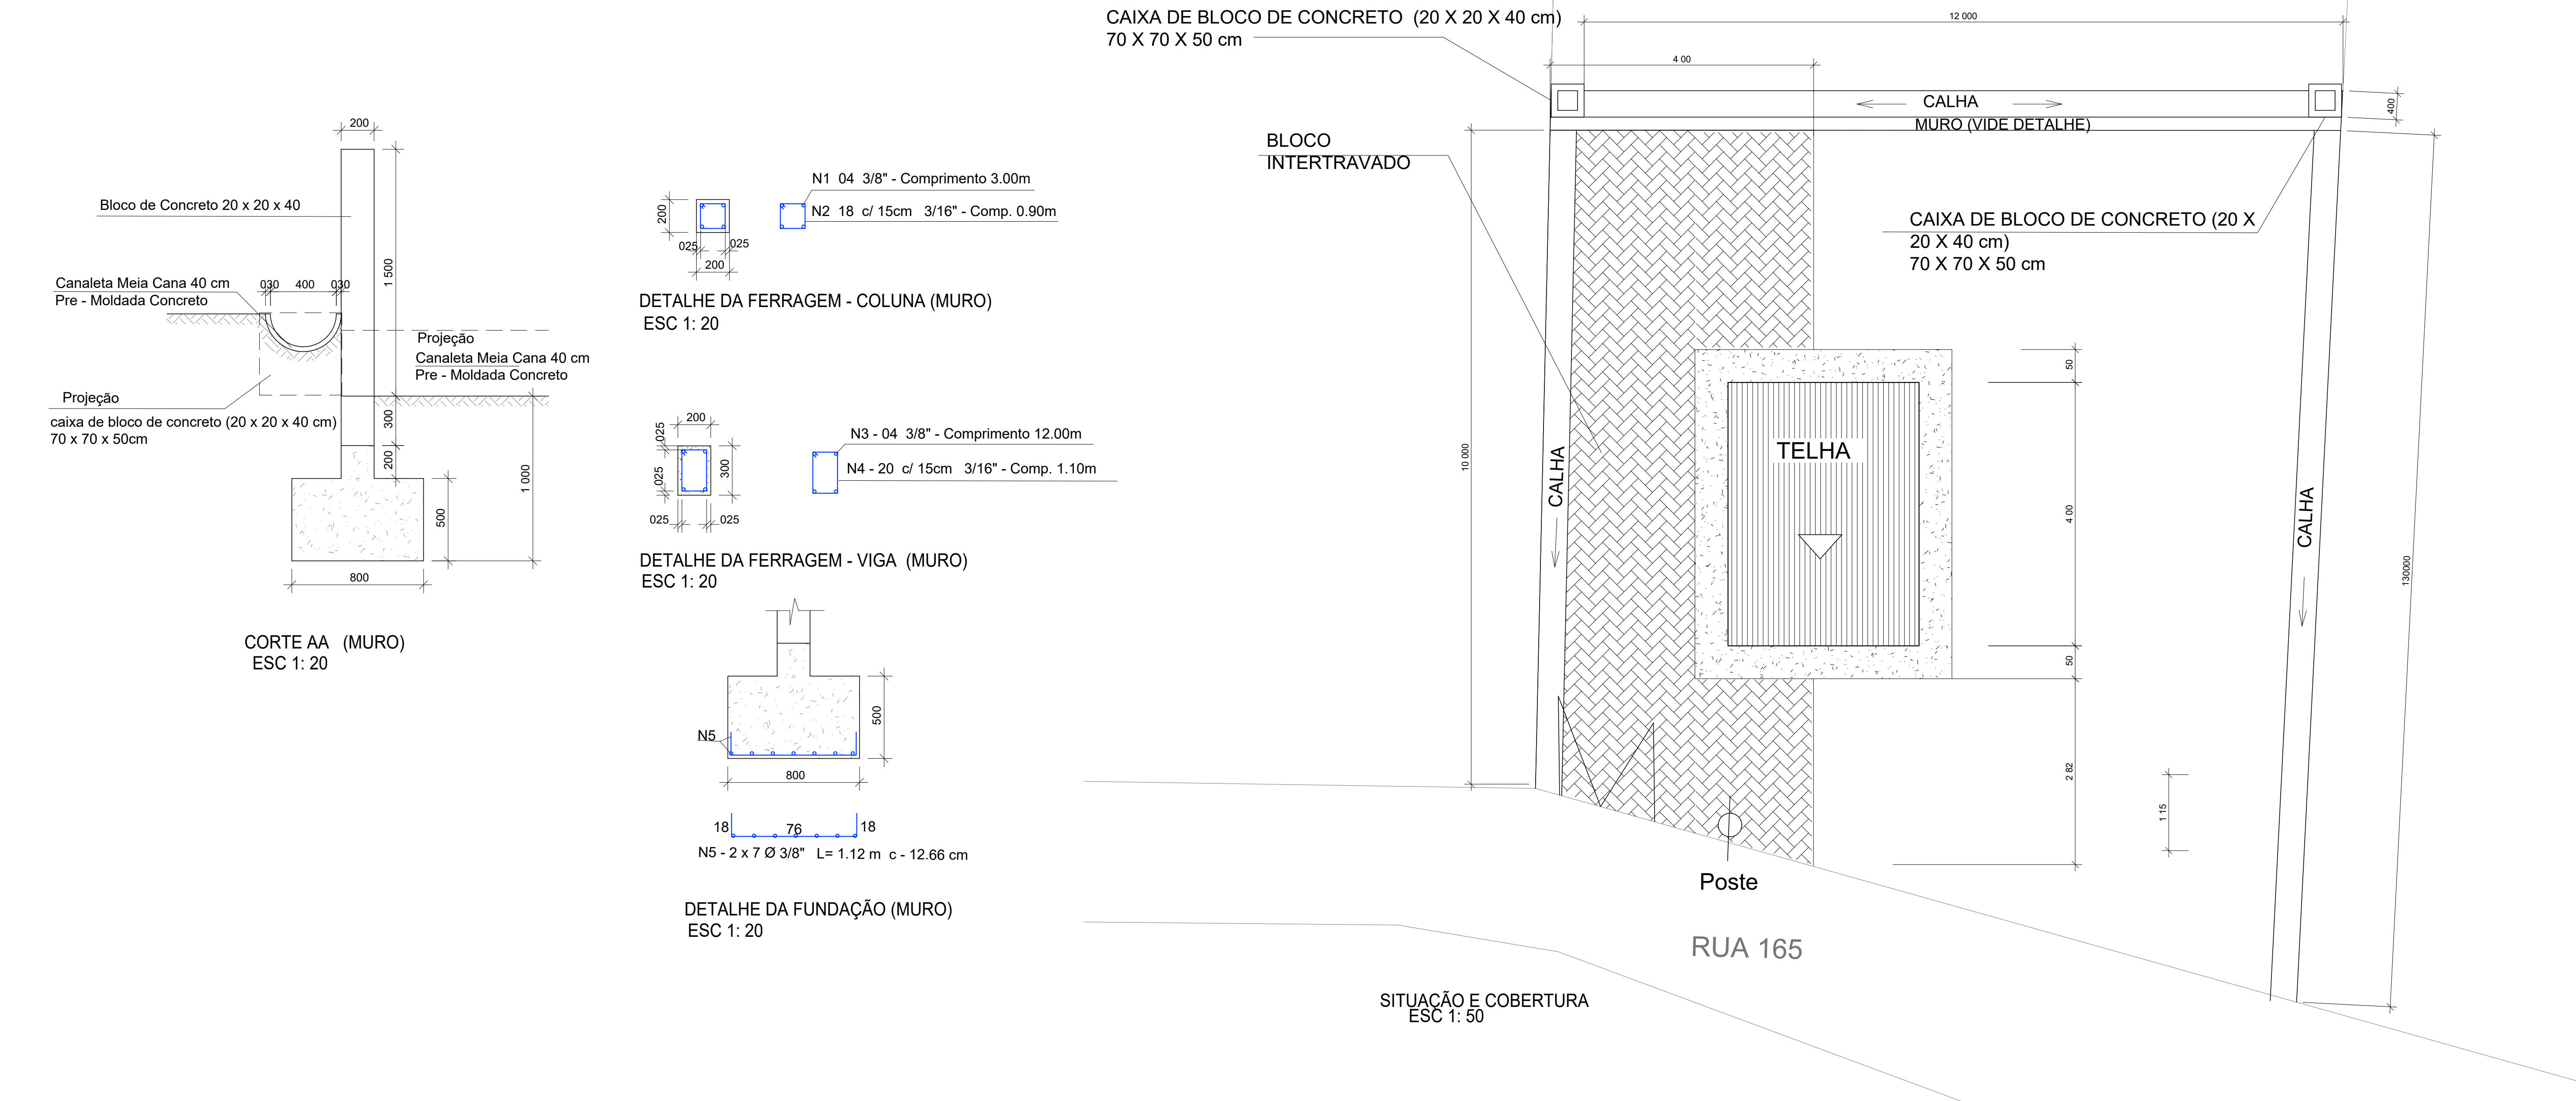 200
Bloco de Concreto 20 x 20 x 40
1 500
Canaleta Meia Cana 40 cm
Pre - Moldada Concreto
030
400
030
Projeção
Canaleta Meia Cana 40 cm
Pre - Moldada Concreto
Projeção
caixa de bloco de concreto (20 x 20 x 40 cm)
70 x 70 x 50cm
300
200
500
1 000
800
CORTE AA (MURO)
ESC 1: 20
200
025
025
200
N1 04 3/8" - Comprimento 3.00m
N2 18 c/ 15cm 3/16" - Comp. 0.90m
DETALHE DA FERRAGEM - COLUNA (MURO)
ESC 1: 20
200
025
025
300
025
025
N3 - 04 3/8" - Comprimento 12.00m
N4 - 20 c/ 15cm 3/16" - Comp. 1.10m
DETALHE DA FERRAGEM - VIGA (MURO)
ESC 1: 20
N5
500
800
18
76
18
N5 - 2 x 7 Ø 3/8" L= 1.12 m c - 12.66 cm
DETALHE DA FUNDAÇÃO (MURO)
ESC 1: 20
CAIXA DE BLOCO DE CONCRETO (20 X 20 X 40 cm)
70 X 70 X 50 cm
12 000
4 00
CALHA
MURO (VIDE DETALHE)
400
BLOCO
INTERTRAVADO
CAIXA DE BLOCO DE CONCRETO (20 X
20 X 40 cm)
70 X 70 X 50 cm
10 000
CALHA
TELHA
50
4 00
50
2 82
1 15
CALHA
130000
Poste
RUA 165
SITUAÇÃO E COBERTURA
ESC 1: 50